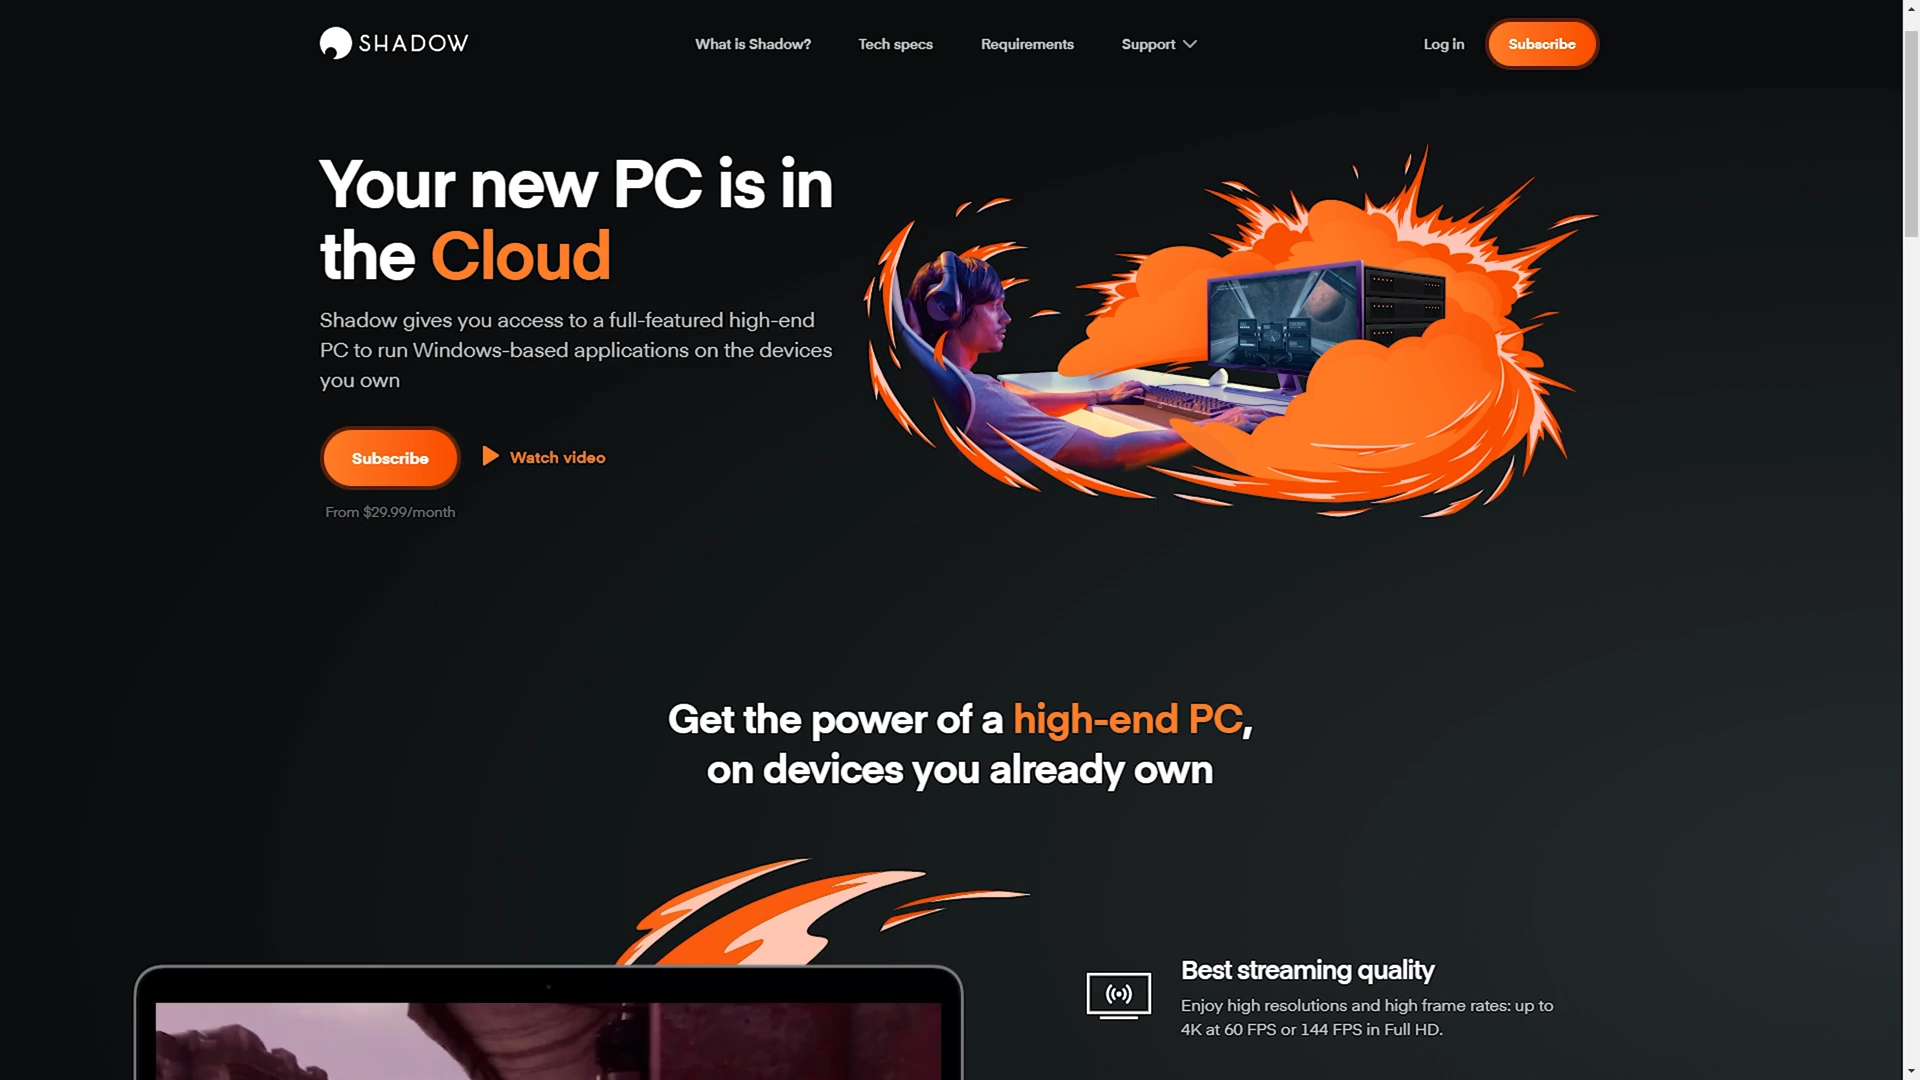 SHADOW
What is Shadow?
Tech specs
Requirements
Support
Log in
Subscribe
Your new PC is in
the Cloud
Shadow gives you access to a full-featured high-end
PC to run Windows-based applications on the devices
you own
Subscribe
Watch video
From $29.99/month
Get the power of a high-end PC,
on devices you already own
Best streaming quality
Enjoy high resolutions and high frame rates: up to
4K at 60 FPS or 144 FPS in Full HD.